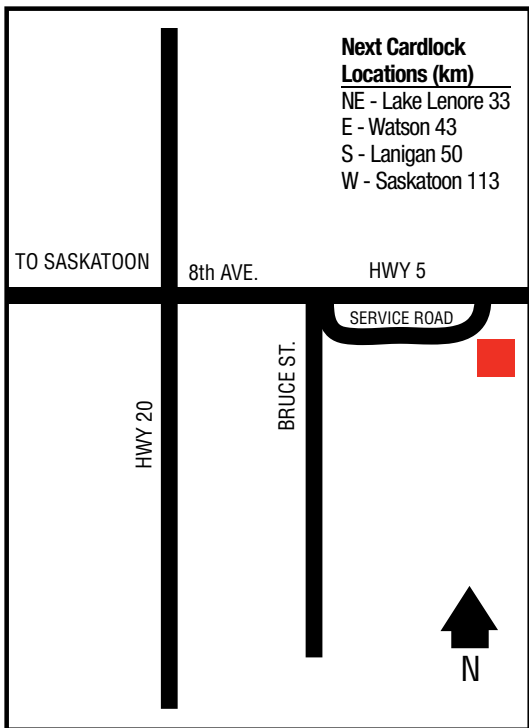 Next Cardlock
Locations (km)
NE - Lake Lenore 33
E - Watson 43
S - Lanigan 50
W - Saskatoon 113
TO SASKATOON
8th AVE.
HWY 5
SERVICE ROAD
BRUCE ST.
HWY 20
N